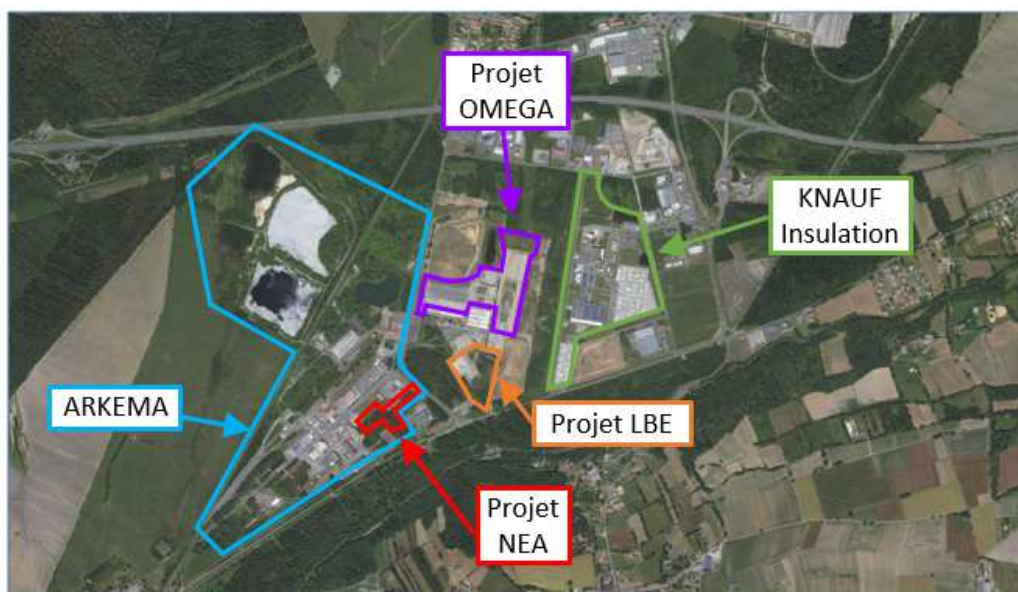 Projet
OMEGA
KNAUF
Insulation
ARKEMA
Projet LBE
Projet
NEA